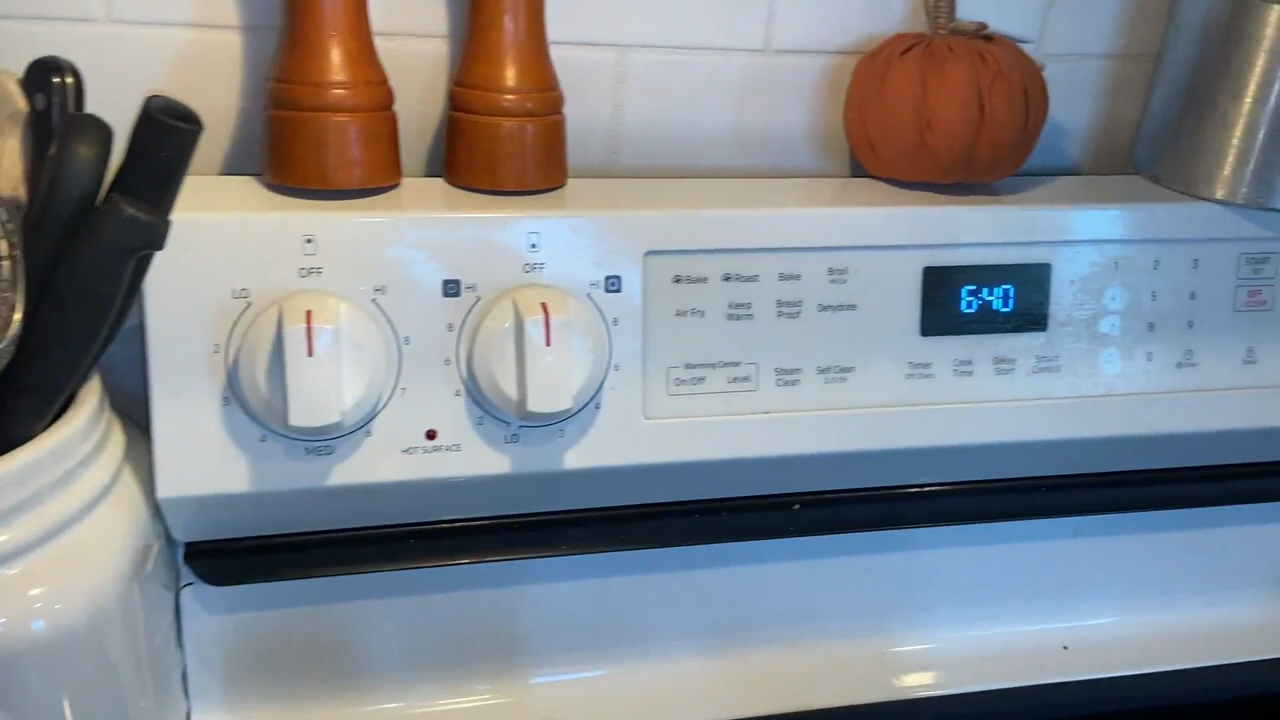 OFF
LO
HI
2
3
4
MED
6
7
8
HOT SURFACE
OFF
HI
HI
8
6
4
2
LO
2
4
6
8
Bake Roast Bake Broil
Air Fry Keep Warm Bread Proof Dehydrate
Warming Center
On/Off Level
Steam Clean
Self Clean
6:40
Timer
Cook Time
Delay Start
1 2 3
5 6
8 9
0
START
OFF